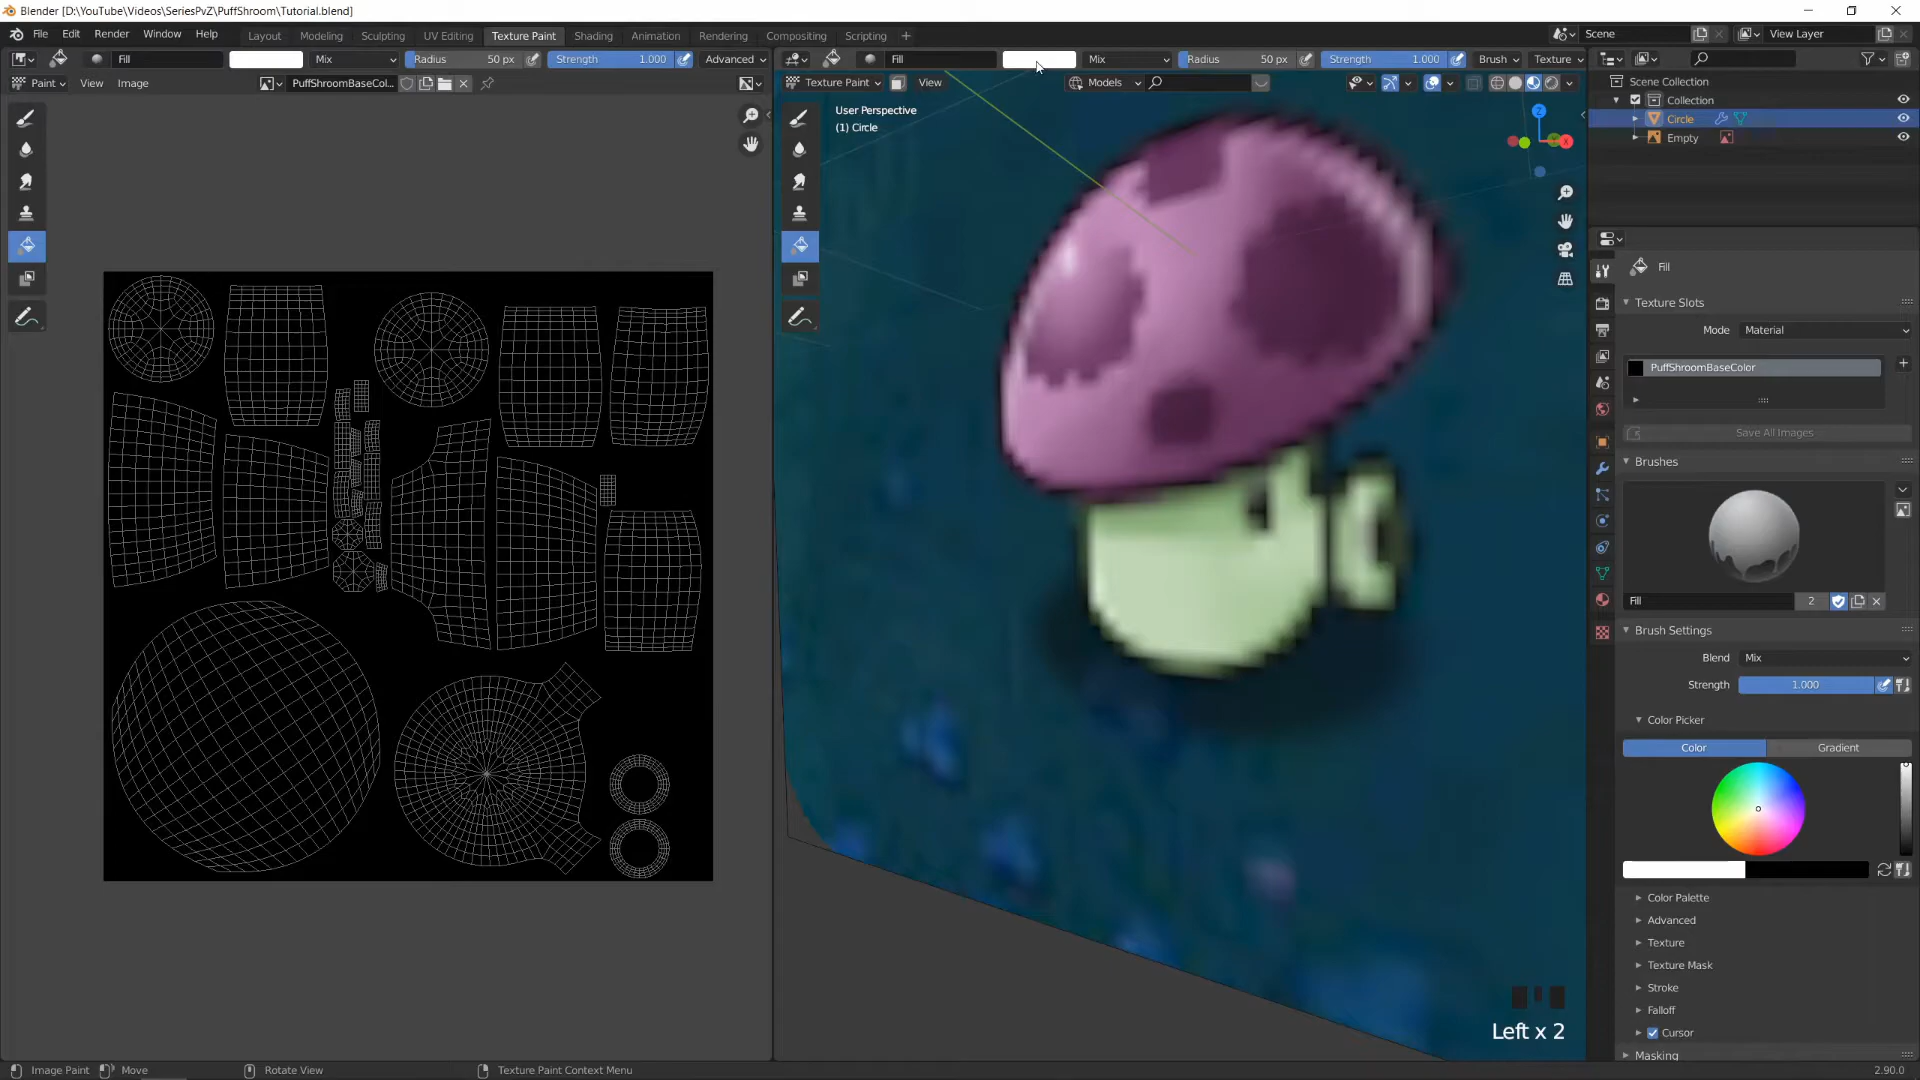 Blender [D:\YouTube\Videos\SeriesPvZ\PuffShroom\Tutorial.blend]
File Edit Render Window Help Layout Modeling Sculpting UV Editing Texture Paint Shading Animation Rendering Compositing Scripting + Scene View Layer
Fill Mix Radius 50 px Strength 1.000 Advanced Fill Mix Radius 50 px Strength 1.000 Brush Texture
Paint View Image PuffShroomBaseCol... Texture Paint View Models
Scene Collection
Collection
Circle
Empty
User Perspective
(1) Circle
Z
X
Fill
Texture Slots
Mode Material
PuffShroomBaseColor
Save All Images
Brushes
Fill 2
Brush Settings
Blend Mix
Strength 1.000
Color Picker
Color Gradient
Color Palette
Advanced
Texture
Texture Mask
Stroke
Falloff
Cursor
Masking
Left x 2
Image Paint Move Rotate View Texture Paint Context Menu 2.90.0